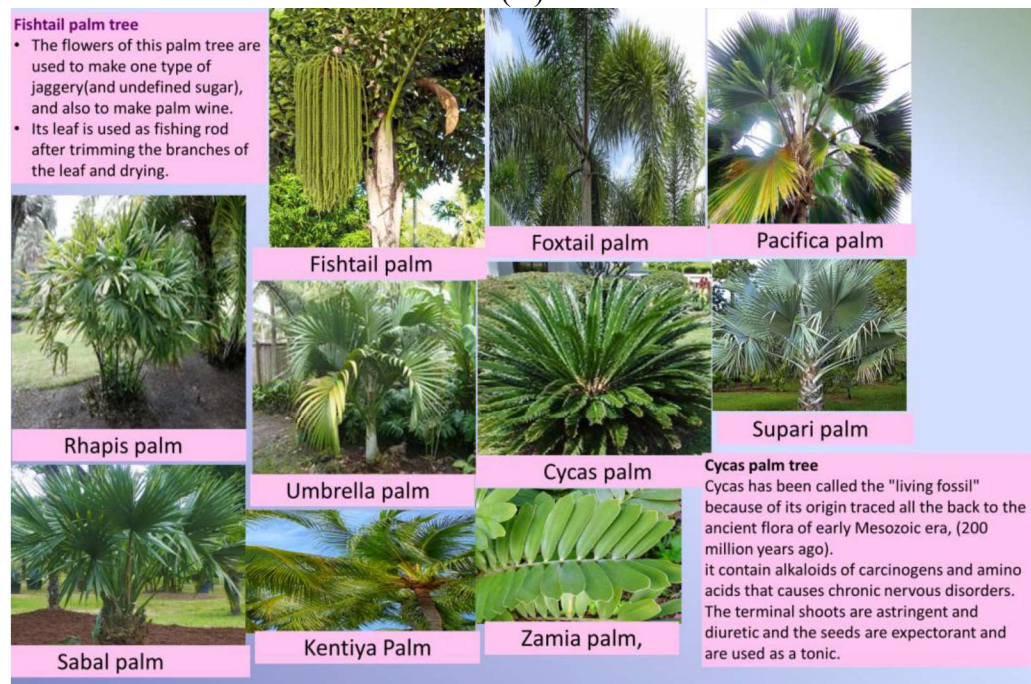 Fishtail palm tree
• The flowers of this palm tree are
used to make one type of
jaggery(and undefined sugar),
and also to make palm wine.
• Its leaf is used as fishing rod
after trimming the branches of
the leaf and drying.
Fishtail palm
Foxtail palm
Pacifica palm
Rhapis palm
Umbrella palm
Cycas palm
Supari palm
Sabal palm
Kentiya Palm
Zamia palm,
Cycas palm tree
Cycas has been called the "living fossil"
because of its origin traced all the back to the
ancient flora of early Mesozoic era, (200
million years ago).
it contain alkaloids of carcinogens and amino
acids that causes chronic nervous disorders.
The terminal shoots are astringent and
diuretic and the seeds are expectorant and
are used as a tonic.